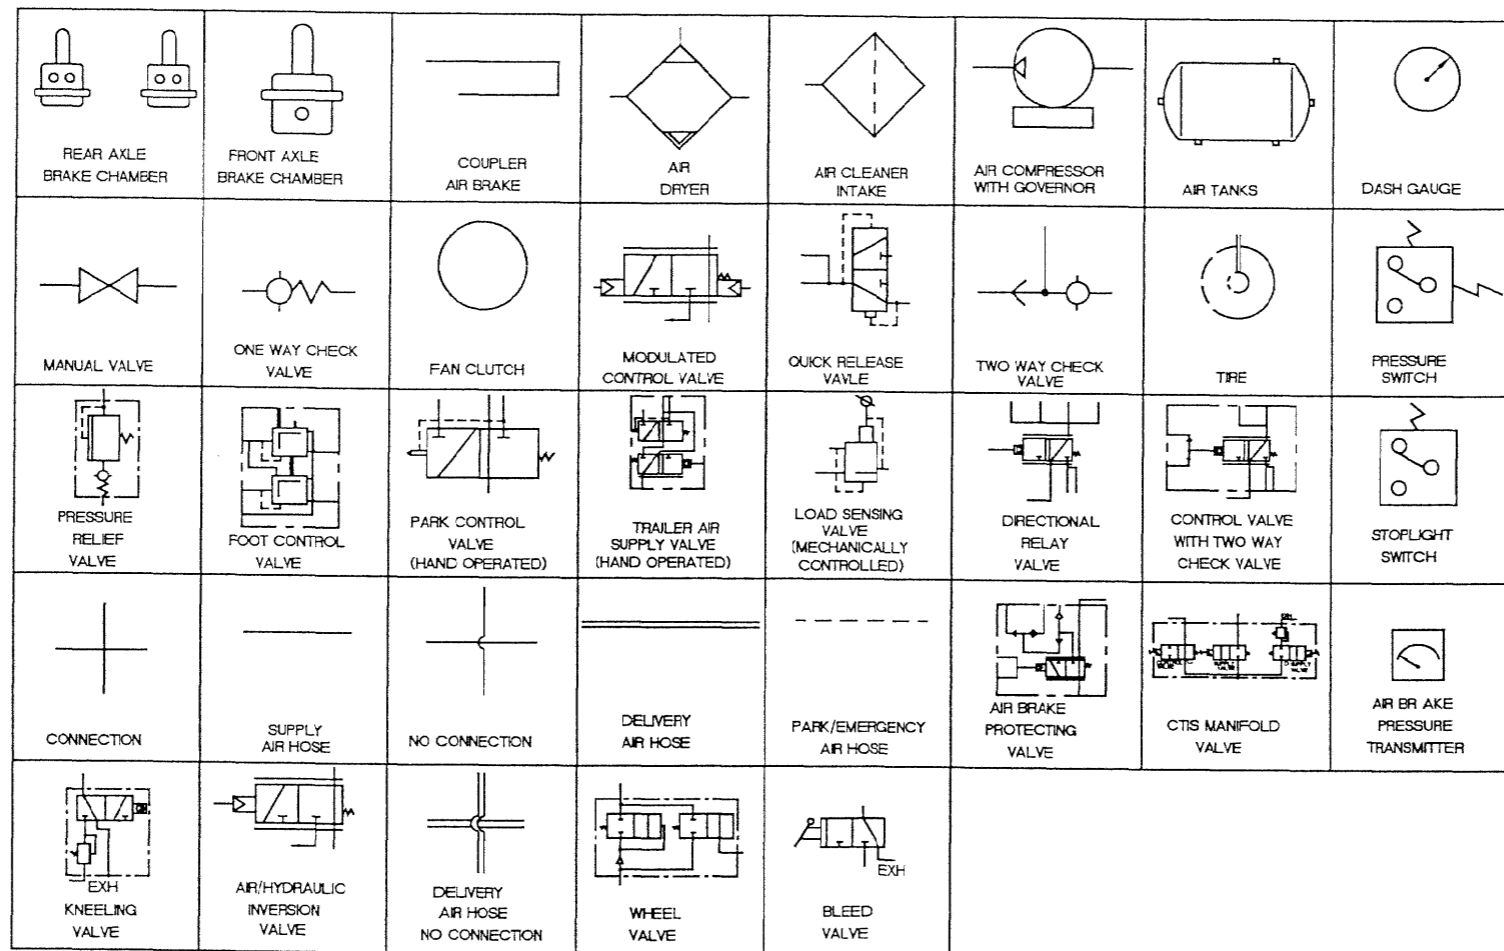 REAR AXLE
BRAKE CHAMBER
FRONT AXLE
BRAKE CHAMBER
COUPLER
AIR BRAKE
AIR
DRYER
AIR CLEANER
INTAKE
AIR COMPRESSOR
WITH GOVERNOR
AIR TANKS
DASH GAUGE
MANUAL VALVE
ONE WAY CHECK
VALVE
FAN CLUTCH
MODULATED
CONTROL VALVE
QUICK RELEASE
VAVLE
TWO WAY CHECK
VALVE
TIRE
PRESSURE
SWITCH
PRESSURE
RELIEF
VALVE
FOOT CONTROL
VALVE
PARK CONTROL
VALVE
(HAND OPERATED)
TRAILER AIR
SUPPLY VALVE
(HAND OPERATED)
LOAD SENSING
VALVE
(MECHANICALLY
CONTROLLED)
DIRECTIONAL
RELAY
VALVE
CONTROL VALVE
WITH TWO WAY
CHECK VALVE
STOPLIGHT
SWITCH
CONNECTION
SUPPLY
AIR HOSE
NO CONNECTION
DELIVERY
AIR HOSE
PARK/EMERGENCY
AIR HOSE
AIR BRAKE
PROTECTING
VALVE
SUPPLY
VALVE
CTIS MANIFOLD
VALVE
AIR BR AKE
PRESSURE
TRANSMITTER
EXH
KNEELING
VALVE
AIR/HYDRAULIC
INVERSION
VALVE
DELIVERY
AIR HOSE
NO CONNECTION
WHEEL
VALVE
EXH
BLEED
VALVE